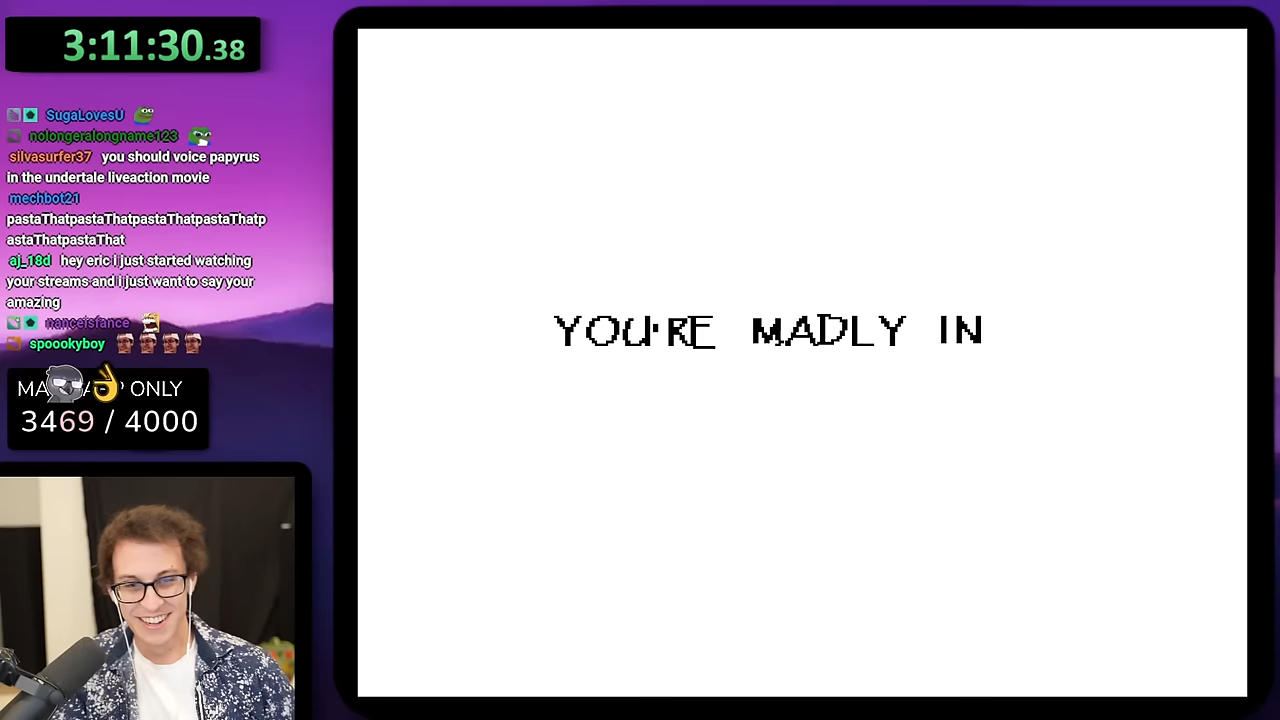 3:11:30.38
SugaLovesU
nolongeralongname123
silvasurfer37 you should voice papyrus
in the undertale liveaction movie
mechbot21
pastaThatpastaThatpastaThatpastaThatp
astaThatpastaThat
aj_18d hey eric i just started watching
your streams and i just want to say your
amazing
nanceisfance
spoookyboy
ONLY
3469 / 4000
YOU'RE MADLY IN